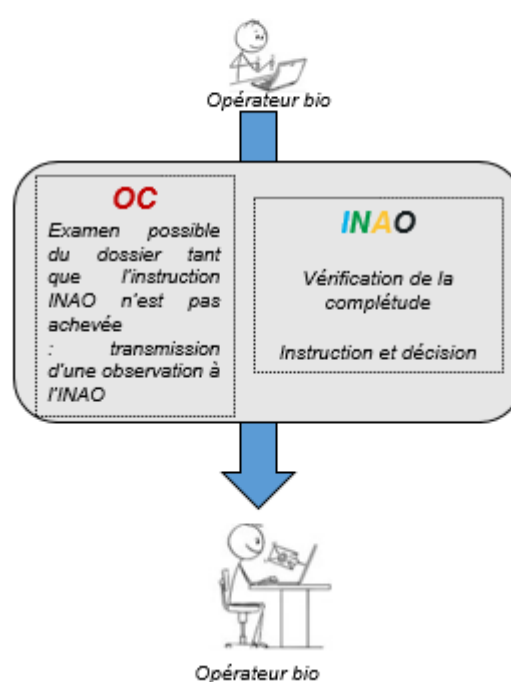 Opérateur bio
OC
Examen possible
du dossier tant
que l'instruction
INAO n'est pas
achevée
: transmission
d'une observation à
l'INAO
INAO
Vérification de la
complétude
Instruction et décision
Opérateur bio